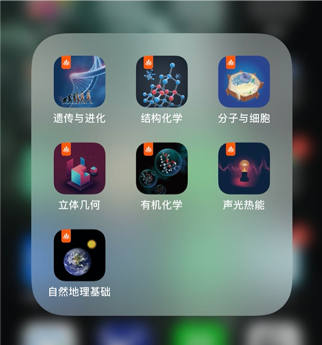 遗传与进化
结构化学
分子与细胞
立体几何
有机化学
声光热能
自然地理基础